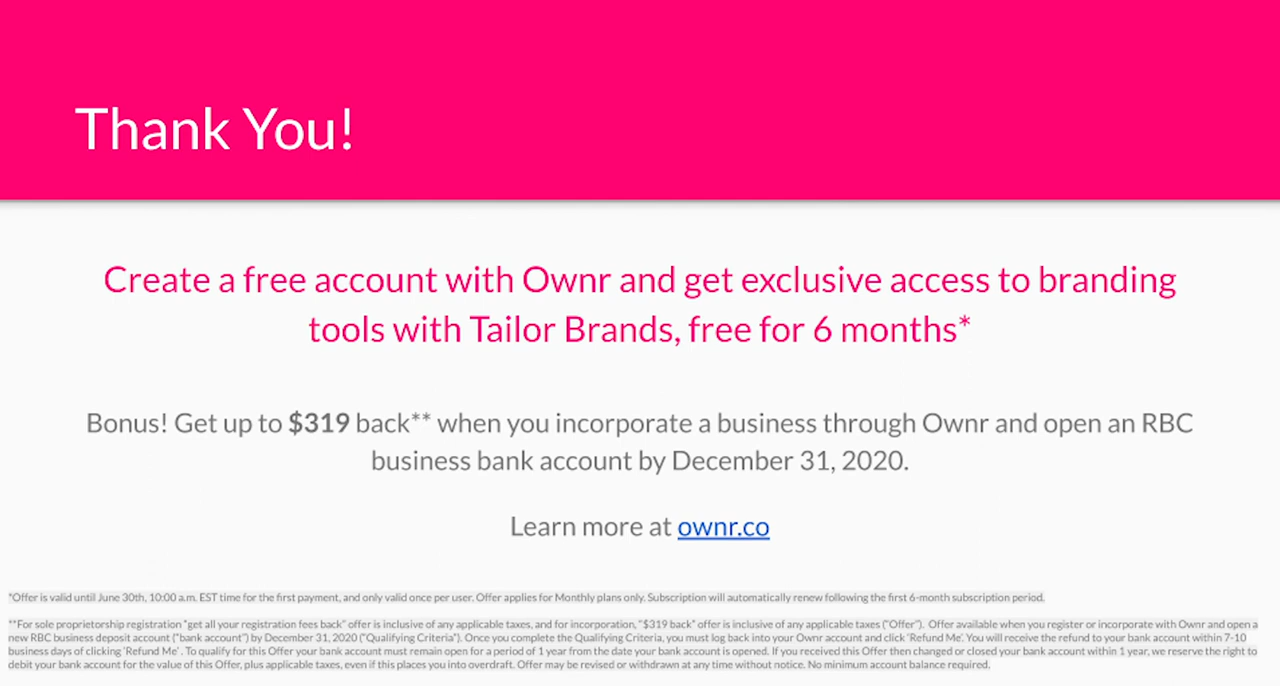 Thank You!
Create a free account with Ownr and get exclusive access to branding
tools with Tailor Brands, free for 6 months*
Bonus! Get up to $319 back** when you incorporate a business through Ownr and open an RBC
business bank account by December 31, 2020.
Learn more at ownr.co
*Offer is valid until June 30th, 10:00 a.m. EST time for the first payment, and only valid once per user. Offer applies for Monthly plans only. Subscription will automatically renew following the first 6-month subscription period.
**For sole proprietorship registration "get all your registration fees back" offer is inclusive of any applicable taxes, and for incorporation, "$319 back" offer is inclusive of any applicable taxes ("Offer"). Offer available when you register or incorporate with Ownr and open a
new RBC business deposit account ("bank account") by December 31, 2020 ("Qualifying Criteria"). Once you complete the Qualifying Criteria, you must log back into your Ownr account and click 'Refund Me'. You will receive the refund to your bank account within 7-10
business days of clicking 'Refund Me' . To qualify for this Offer your bank account must remain open for a period of 1 year from the date your bank account is opened. If you received this Offer then changed or closed your bank account within 1 year, we reserve the right to
debit your bank account for the value of this Offer, plus applicable taxes, even if this places you into overdraft. Offer may be revised or withdrawn at any time without notice. No minimum account balance required.